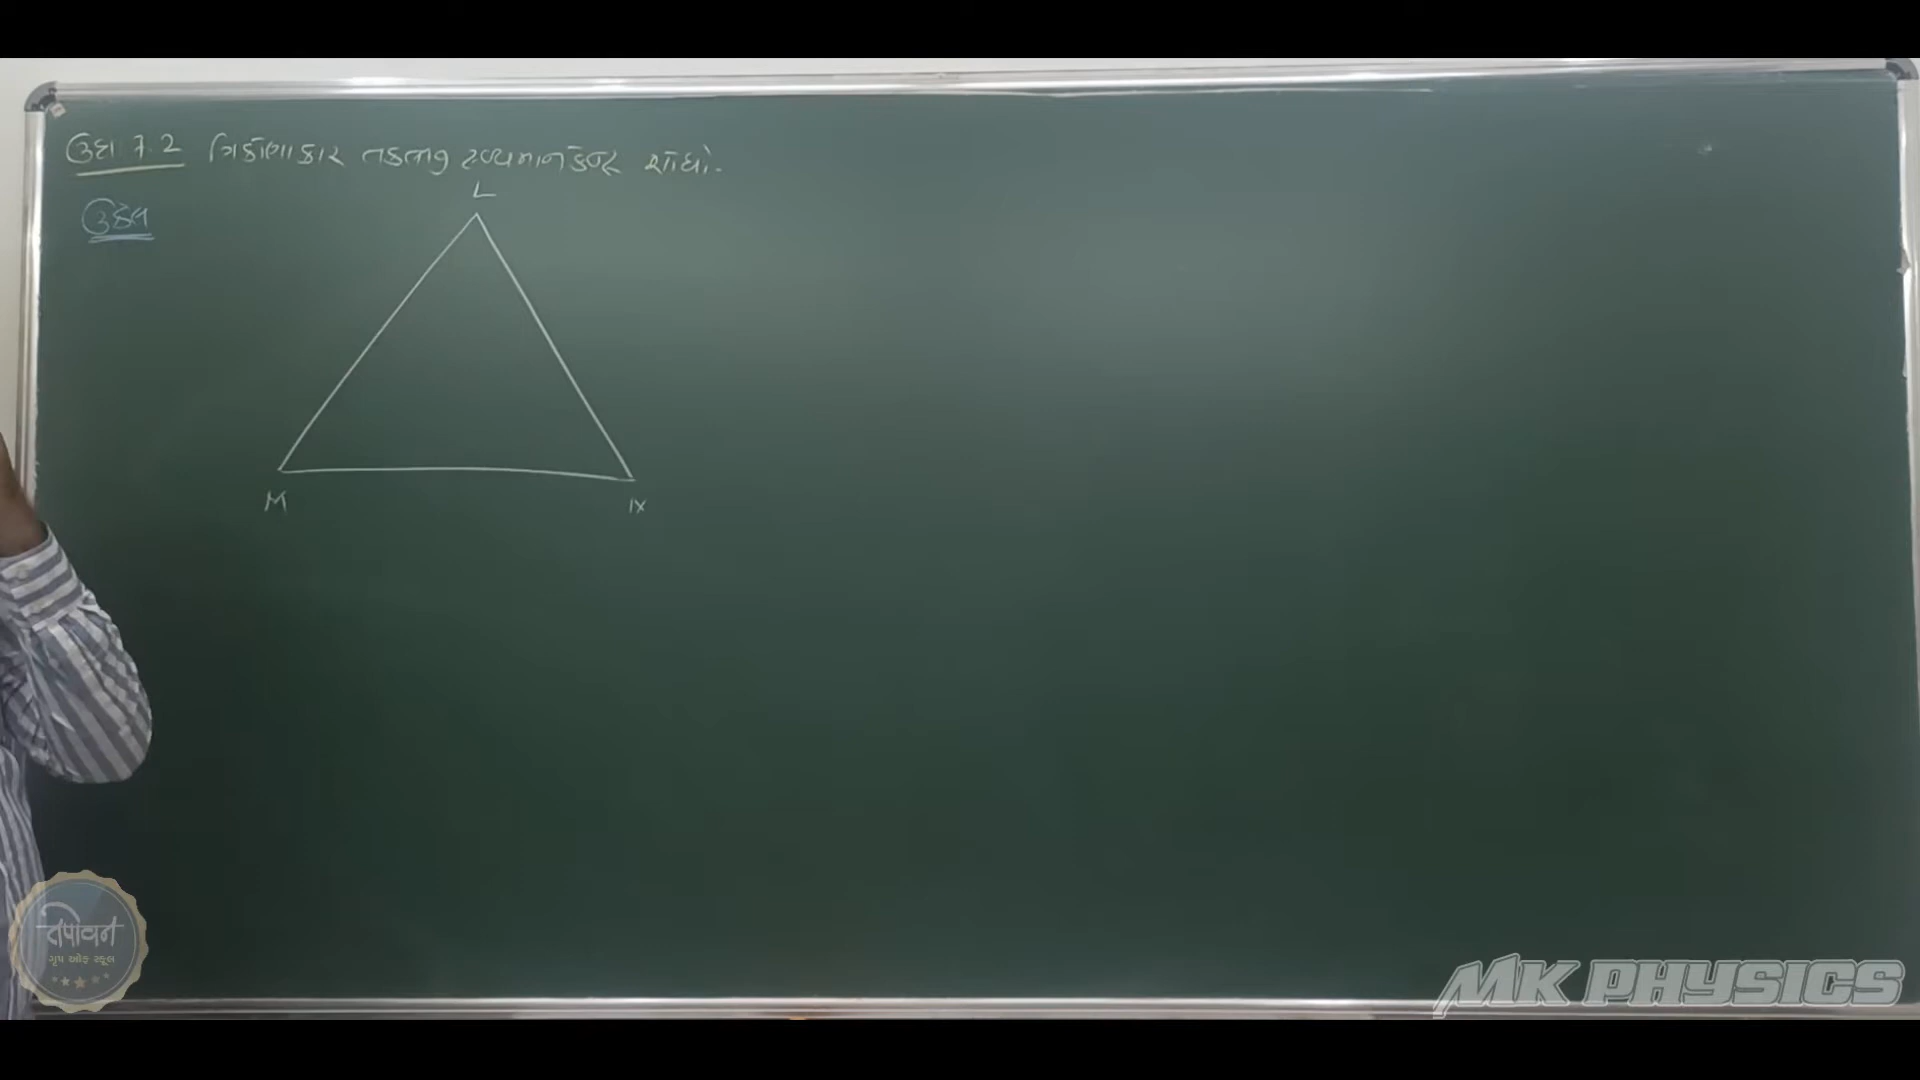 ઉદા 7.2 ત્રિકોણાકાર તકતીનું દ્રવ્યમાનકેન્દ્ર શોધો.
ઉકેલ
L
M
N
તપોવન
ગૃપ ઓફ સ્કૂલ
MK PHYSICS